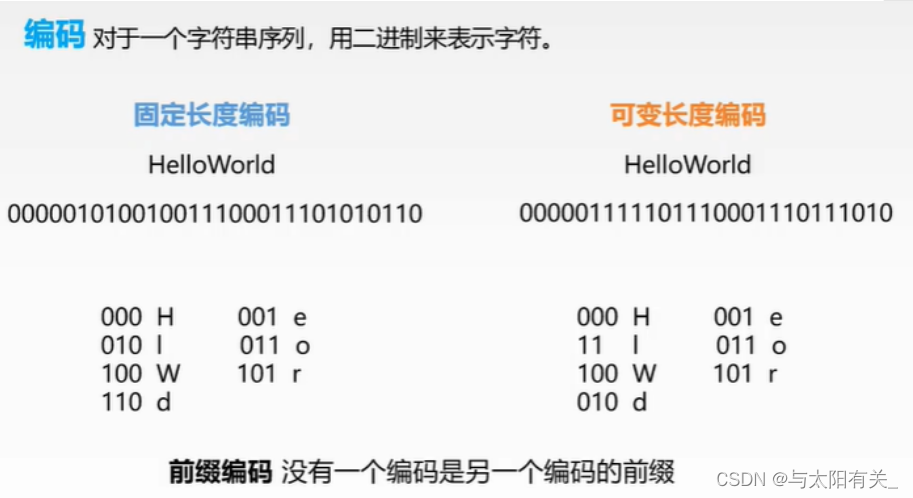 编码 对于一个字符串序列，用二进制来表示字符。
固定长度编码 可变长度编码
HelloWorld HelloWorld
000001010010011100011101010110 000001111101110001110111010
000 H 001 e 000 H 001 e
010 l 011 o 11 l 011 o
100 W 101 r 100 W 101 r
110 d 010 d
前缀编码 没有一个编码是另一个编码的前缀
CSDN @与太阳有关_